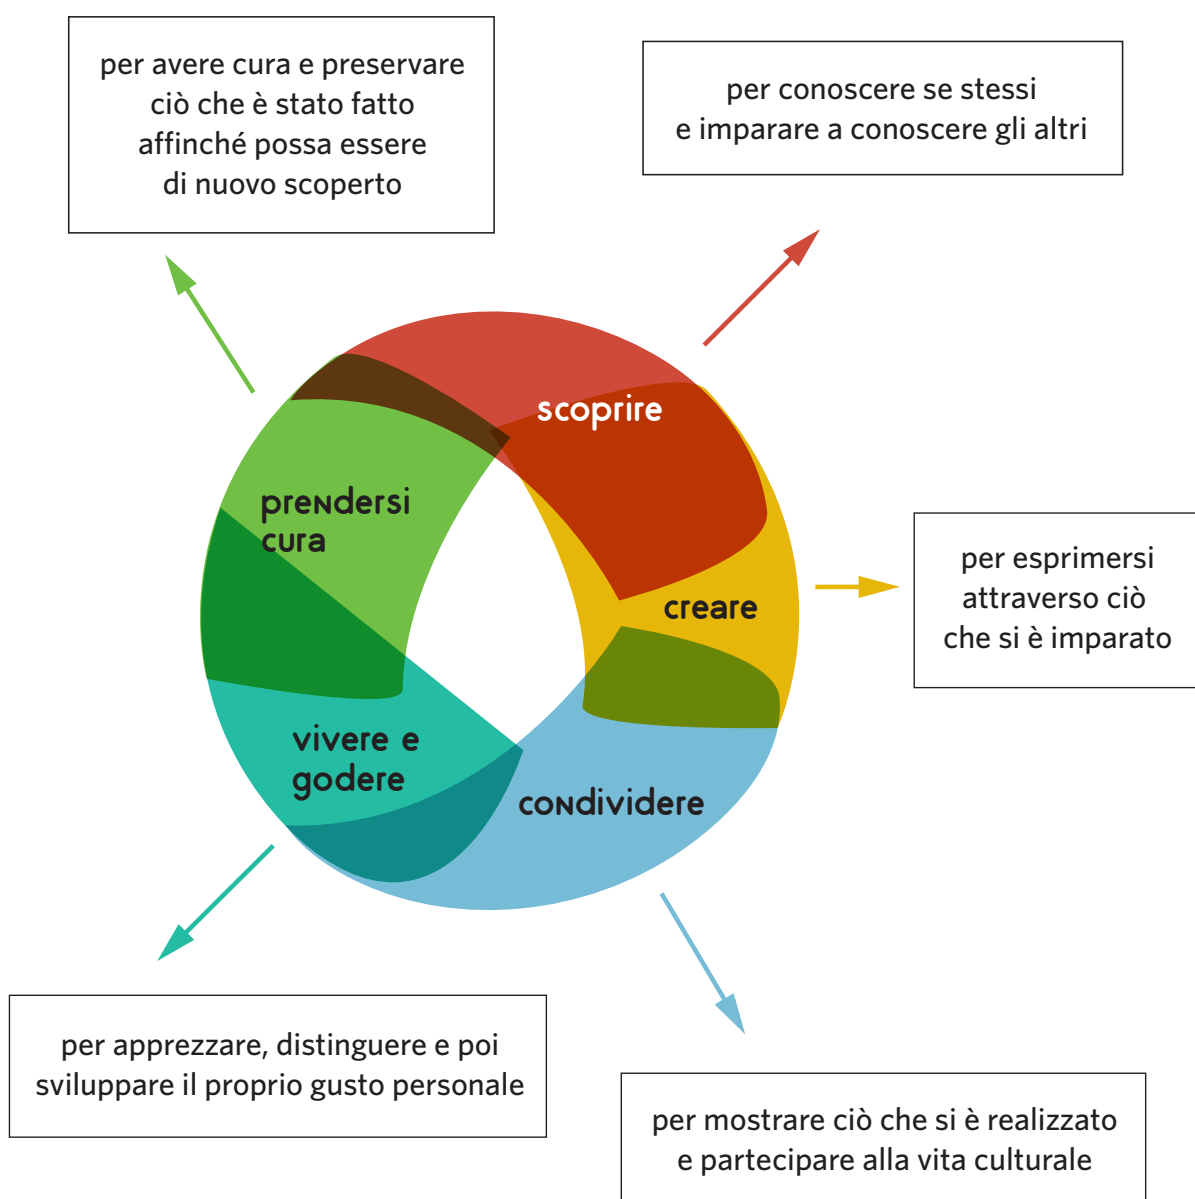 per avere cura e preservare
ciò che è stato fatto
affinché possa essere
di nuovo scoperto
per conoscere se stessi
e imparare a conoscere gli altri
scoprire
prendersi
cura
creare
per esprimersi
attraverso ciò
che si è imparato
vivere e
godere
condividere
per apprezzare, distinguere e poi
sviluppare il proprio gusto personale
per mostrare ciò che si è realizzato
e partecipare alla vita culturale